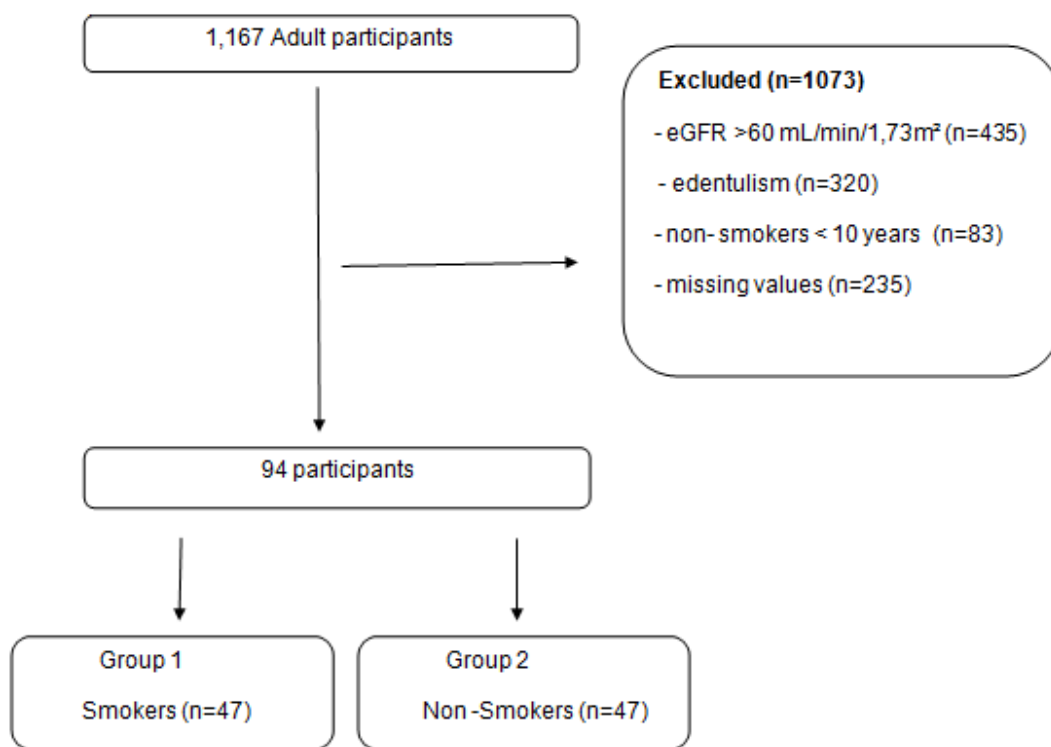 1,167 Adult participants
Excluded (n=1073)
- eGFR >60 mL/min/1,73m² (n=435)
- edentulism (n=320)
- non- smokers < 10 years (n=83)
- missing values (n=235)
94 participants
Group 1
Smokers (n=47)
Group 2
Non -Smokers (n=47)